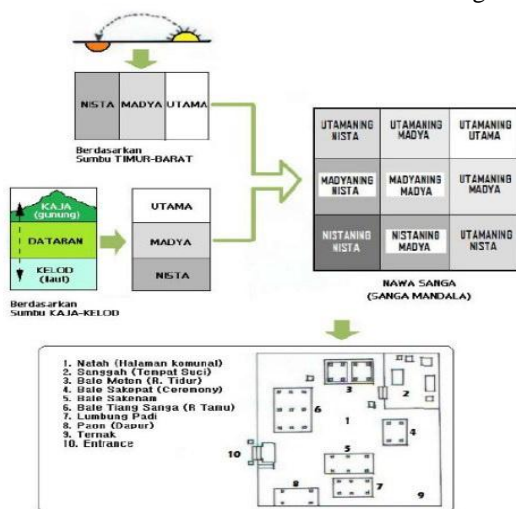 NISTA MADYA UTAMA
Berdasarkan
Sumbu TIMUR-BARAT
KAJA
(gunung)
DATARAN
KELOD
(laut)
Berdasarkan
Sumbu KAJA-KELOD
UTAMA
MADYA
NISTA
UTAMANING NISTA
UTAMANING MADYA
UTAMANING UTAMA
MADYANING NISTA
MADYANING MADYA
UTAMANING MADYA
NISTANING NISTA
NISTANING MADYA
UTAMANING NISTA
NAWA SANGA
(SANGA MANDALA)
1. Natah (Halaman komunal)
2. Sanggah (Tempat Suci)
3. Bale Meten (R. Tidur)
4. Bale Sakepat (Ceremony)
5. Bale Sakenam
6. Bale Tiang Sanga (R Tamu)
7. Lumbung Padi
8. Paon (Dapur)
9. Ternak
10. Entrance
3
2
6
1
4
10
5
7
8
9